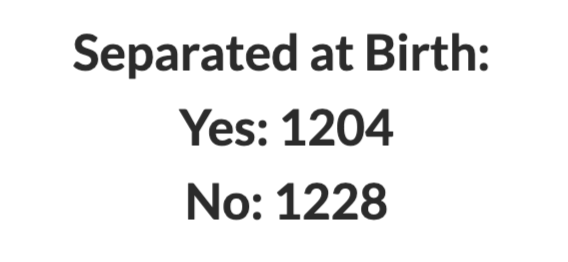 Separated at Birth:
Yes: 1204
No: 1228